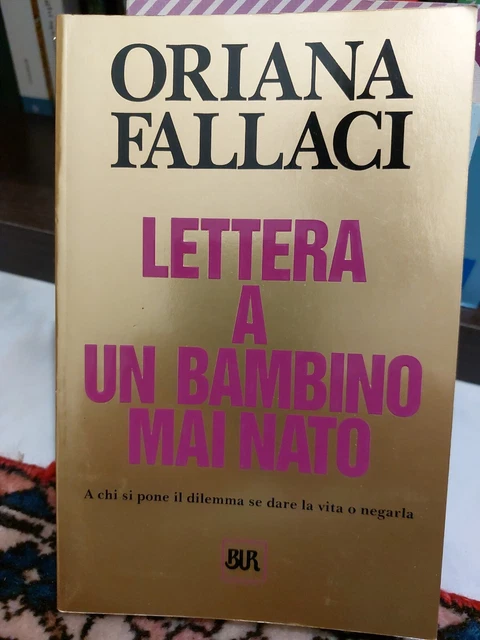 ORIANA
FALLACI
LETTERA
A
UN BAMBINO
MAI NATO
A chi si pone il dilemma se dare la vita o negarla
BUR